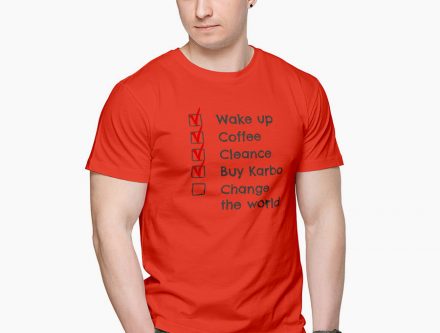 Wake up
Coffee
Cleance
Buy Karbo
Change
the world